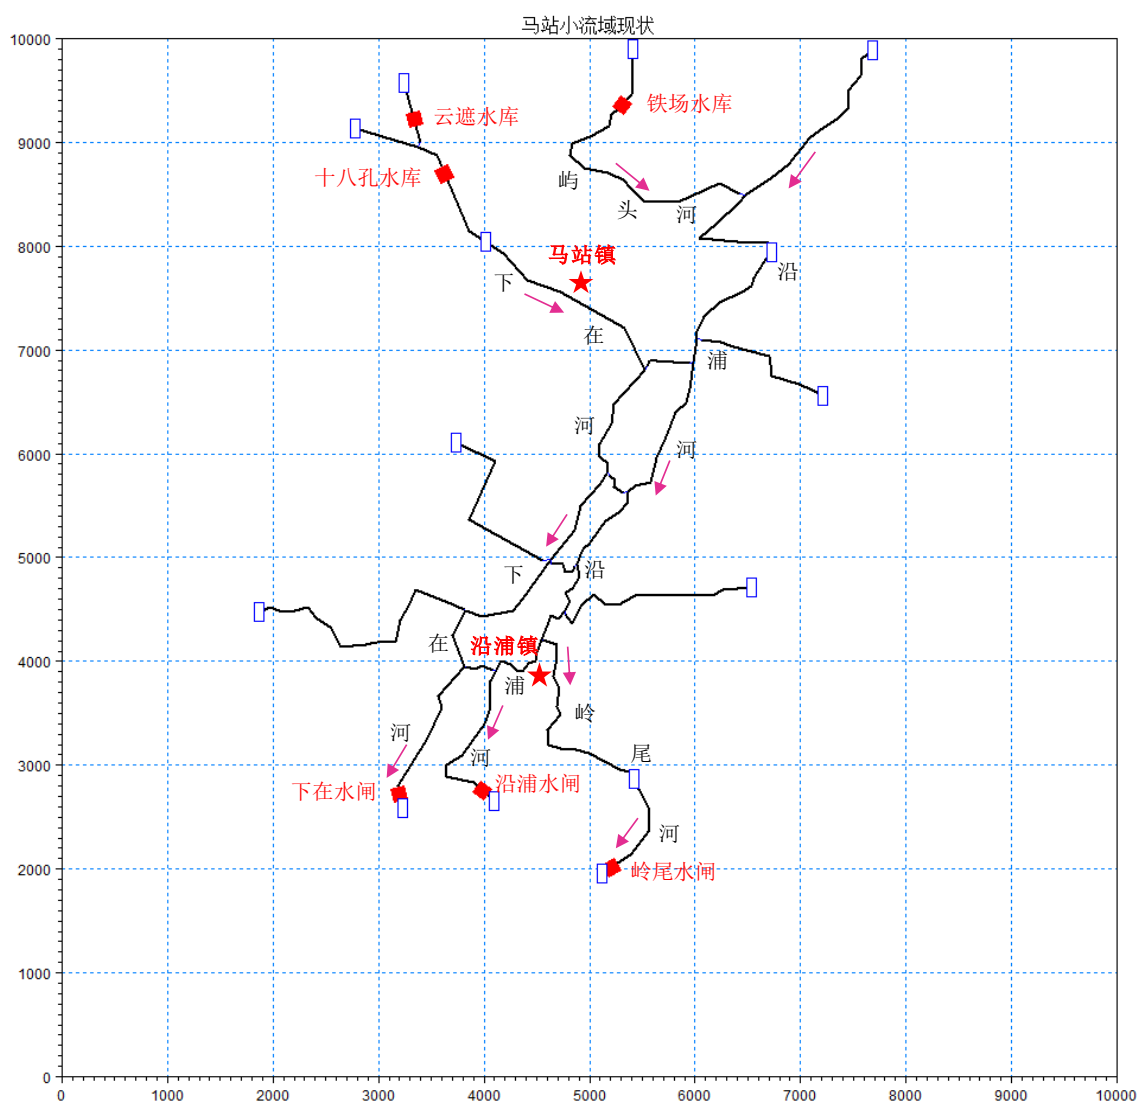 马站小流域现状
10000
云遮水库
铁场水库
9000
十八孔水库
屿
头
河
8000
马站镇
沿
下
在
7000
浦
河
河
6000
5000
下
沿
在
沿浦镇
4000
浦
岭
河
尾
河
3000
下在水闸
沿浦水闸
河
2000
岭尾水闸
1000
0
0 1000 2000 3000 4000 5000 6000 7000 8000 9000 10000